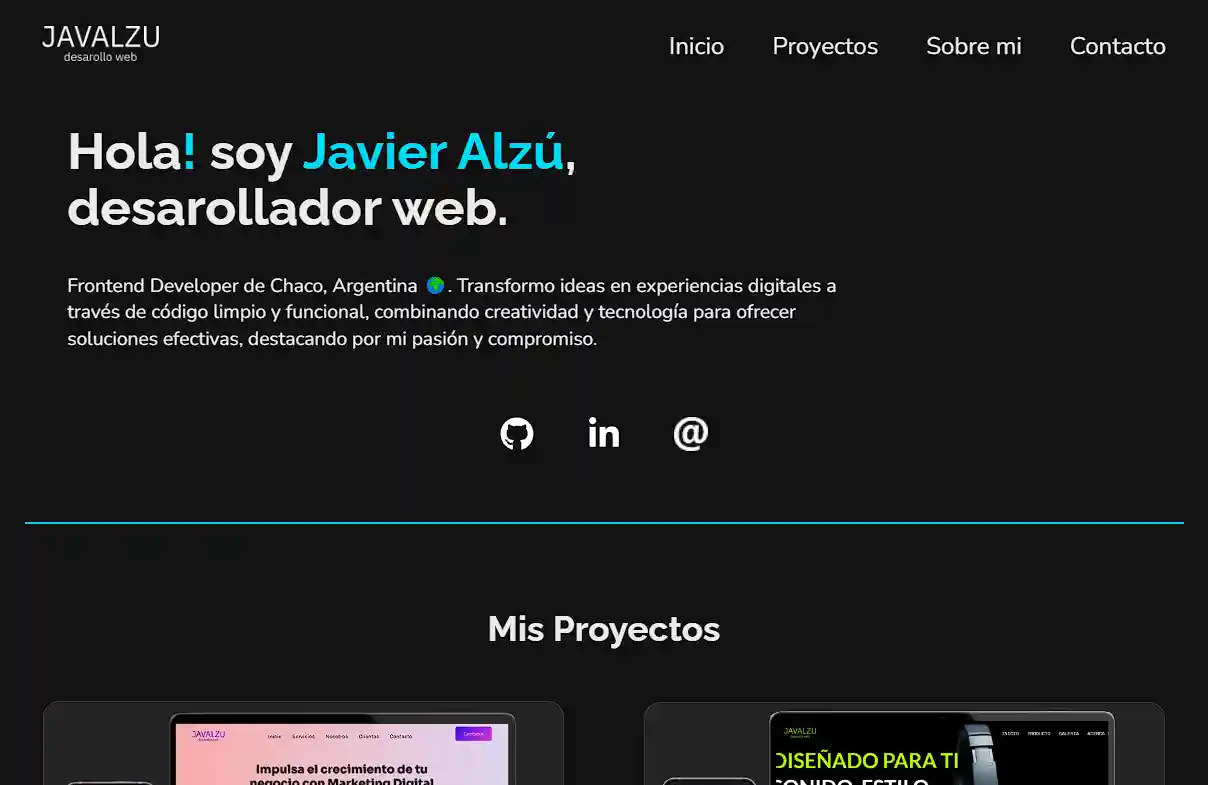 JAVALZU
desarollo web
Inicio Proyectos Sobre mi Contacto
Hola! soy Javier Alzú,
desarollador web.
Frontend Developer de Chaco, Argentina 🌍. Transformo ideas en experiencias digitales a
través de código limpio y funcional, combinando creatividad y tecnología para ofrecer
soluciones efectivas, destacando por mi pasión y compromiso.
in
@
Mis Proyectos
JAVALZU
Inicio Servicios Nosotros Clientes Contacto
Impulsa el crecimiento de tu
negocio con Marketing Digital
JAVALZU
INICIO PRODUCTO GALERIA
DISEÑADO PARA TI
SONIDO, ESTILO